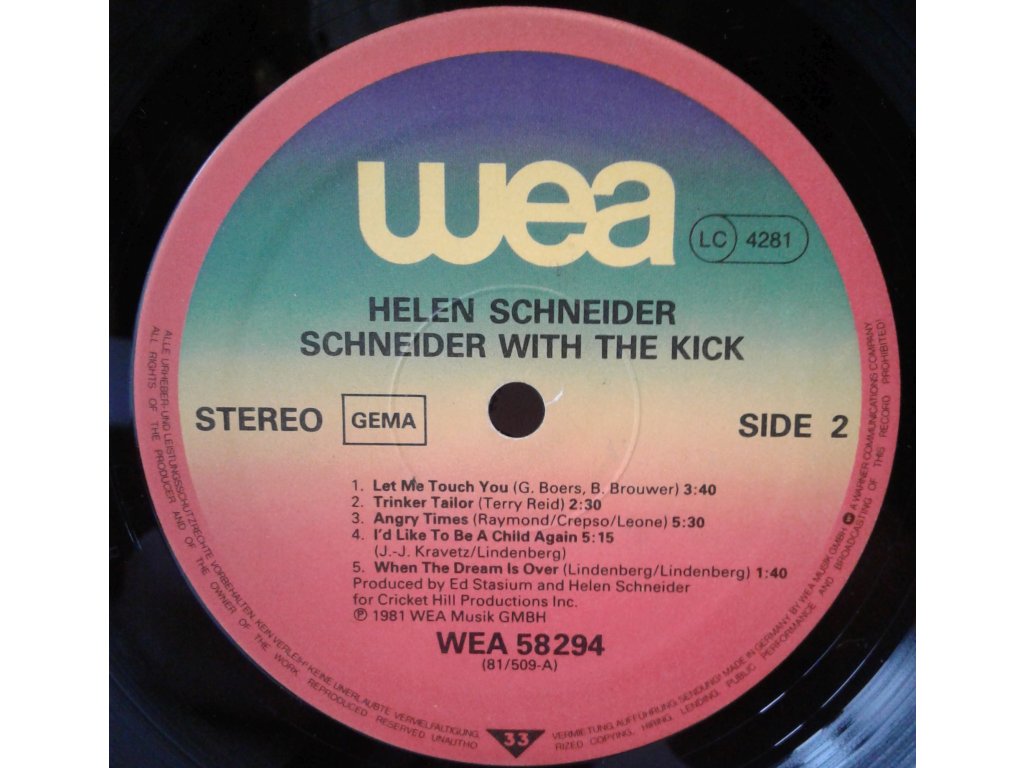 wea
LC 4281
HELEN SCHNEIDER
SCHNEIDER WITH THE KICK
STEREO GEMA
SIDE 2
1. Let Me Touch You (G. Boers, B. Brouwer) 3:40
2. Trinker Tailor (Terry Reid) 2:30
3. Angry Times (Raymond/Crepso/Leone) 5:30
4. I'd Like To Be A Child Again 5:15
(J.-J. Kravetz/Lindenberg)
5. When The Dream Is Over (Lindenberg/Lindenberg) 1:40
Produced by Ed Stasium and Helen Schneider
for Cricket Hill Productions Inc.
℗ 1981 WEA Musik GMBH
WEA 58294
(81/509-A)
33
ALLE URHEBER- UND LEISTUNGSSCHUTZRECHTE VORBEHALTEN. KEIN VERLEIH! KEINE UNERLAUBTE VERVIELFÄLTIGUNG,
VERMIETUNG, AUFFÜHRUNG, SENDUNG! MADE IN GERMANY BY WEA MUSIK GMBH A WARNER COMMUNICATIONS COMPANY
ALL RIGHTS OF THE PRODUCER AND OF THE OWNER OF THE WORK REPRODUCED RESERVED UNAUTHO
RIZED COPYING, HIRING, LENDING, PUBLIC PERFORMANCE AND BROADCASTING OF THIS RECORD PROHIBITED!